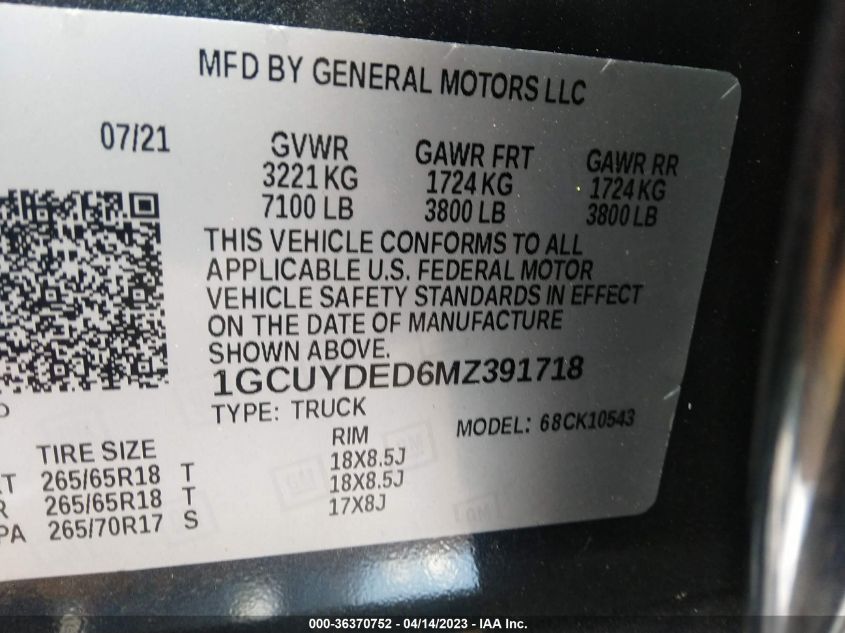 MFD BY GENERAL MOTORS LLC
07/21 GVWR GAWR FRT GAWR RR
3221 KG 1724 KG 1724 KG
7100 LB 3800 LB 3800 LB
THIS VEHICLE CONFORMS TO ALL
APPLICABLE U.S. FEDERAL MOTOR
VEHICLE SAFETY STANDARDS IN EFFECT
ON THE DATE OF MANUFACTURE
SHOWN ABOVE.
1GCUYDED6MZ391718
TYPE: TRUCK MODEL: 68CK10543
TIRE SIZE RIM
265/65R18 T 18X8.5J
265/65R18 T 18X8.5J
265/70R17 S 17X8J
GM GM GM
000-36370752 - 04/14/2023 - IAA Inc.